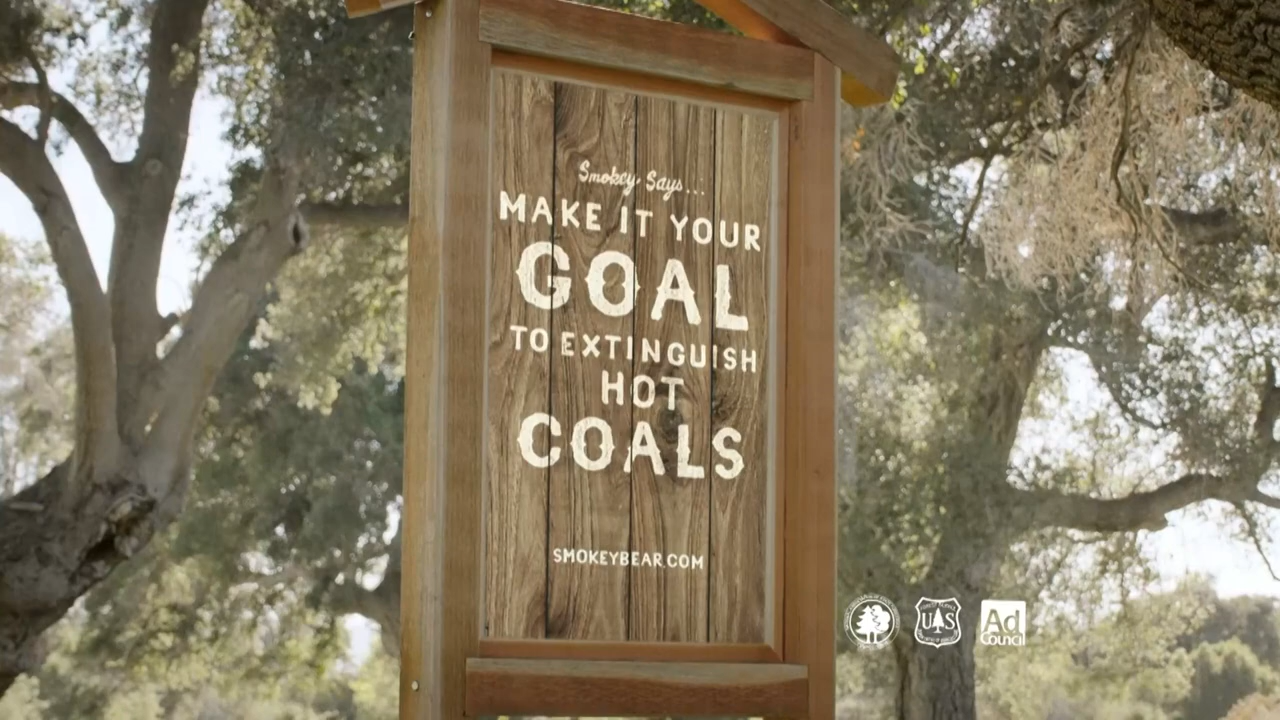 Smokey Says...
MAKE IT YOUR
GOAL
TO EXTINGUISH
HOT
COALS
SMOKEYBEAR.COM
U S
Ad
Council